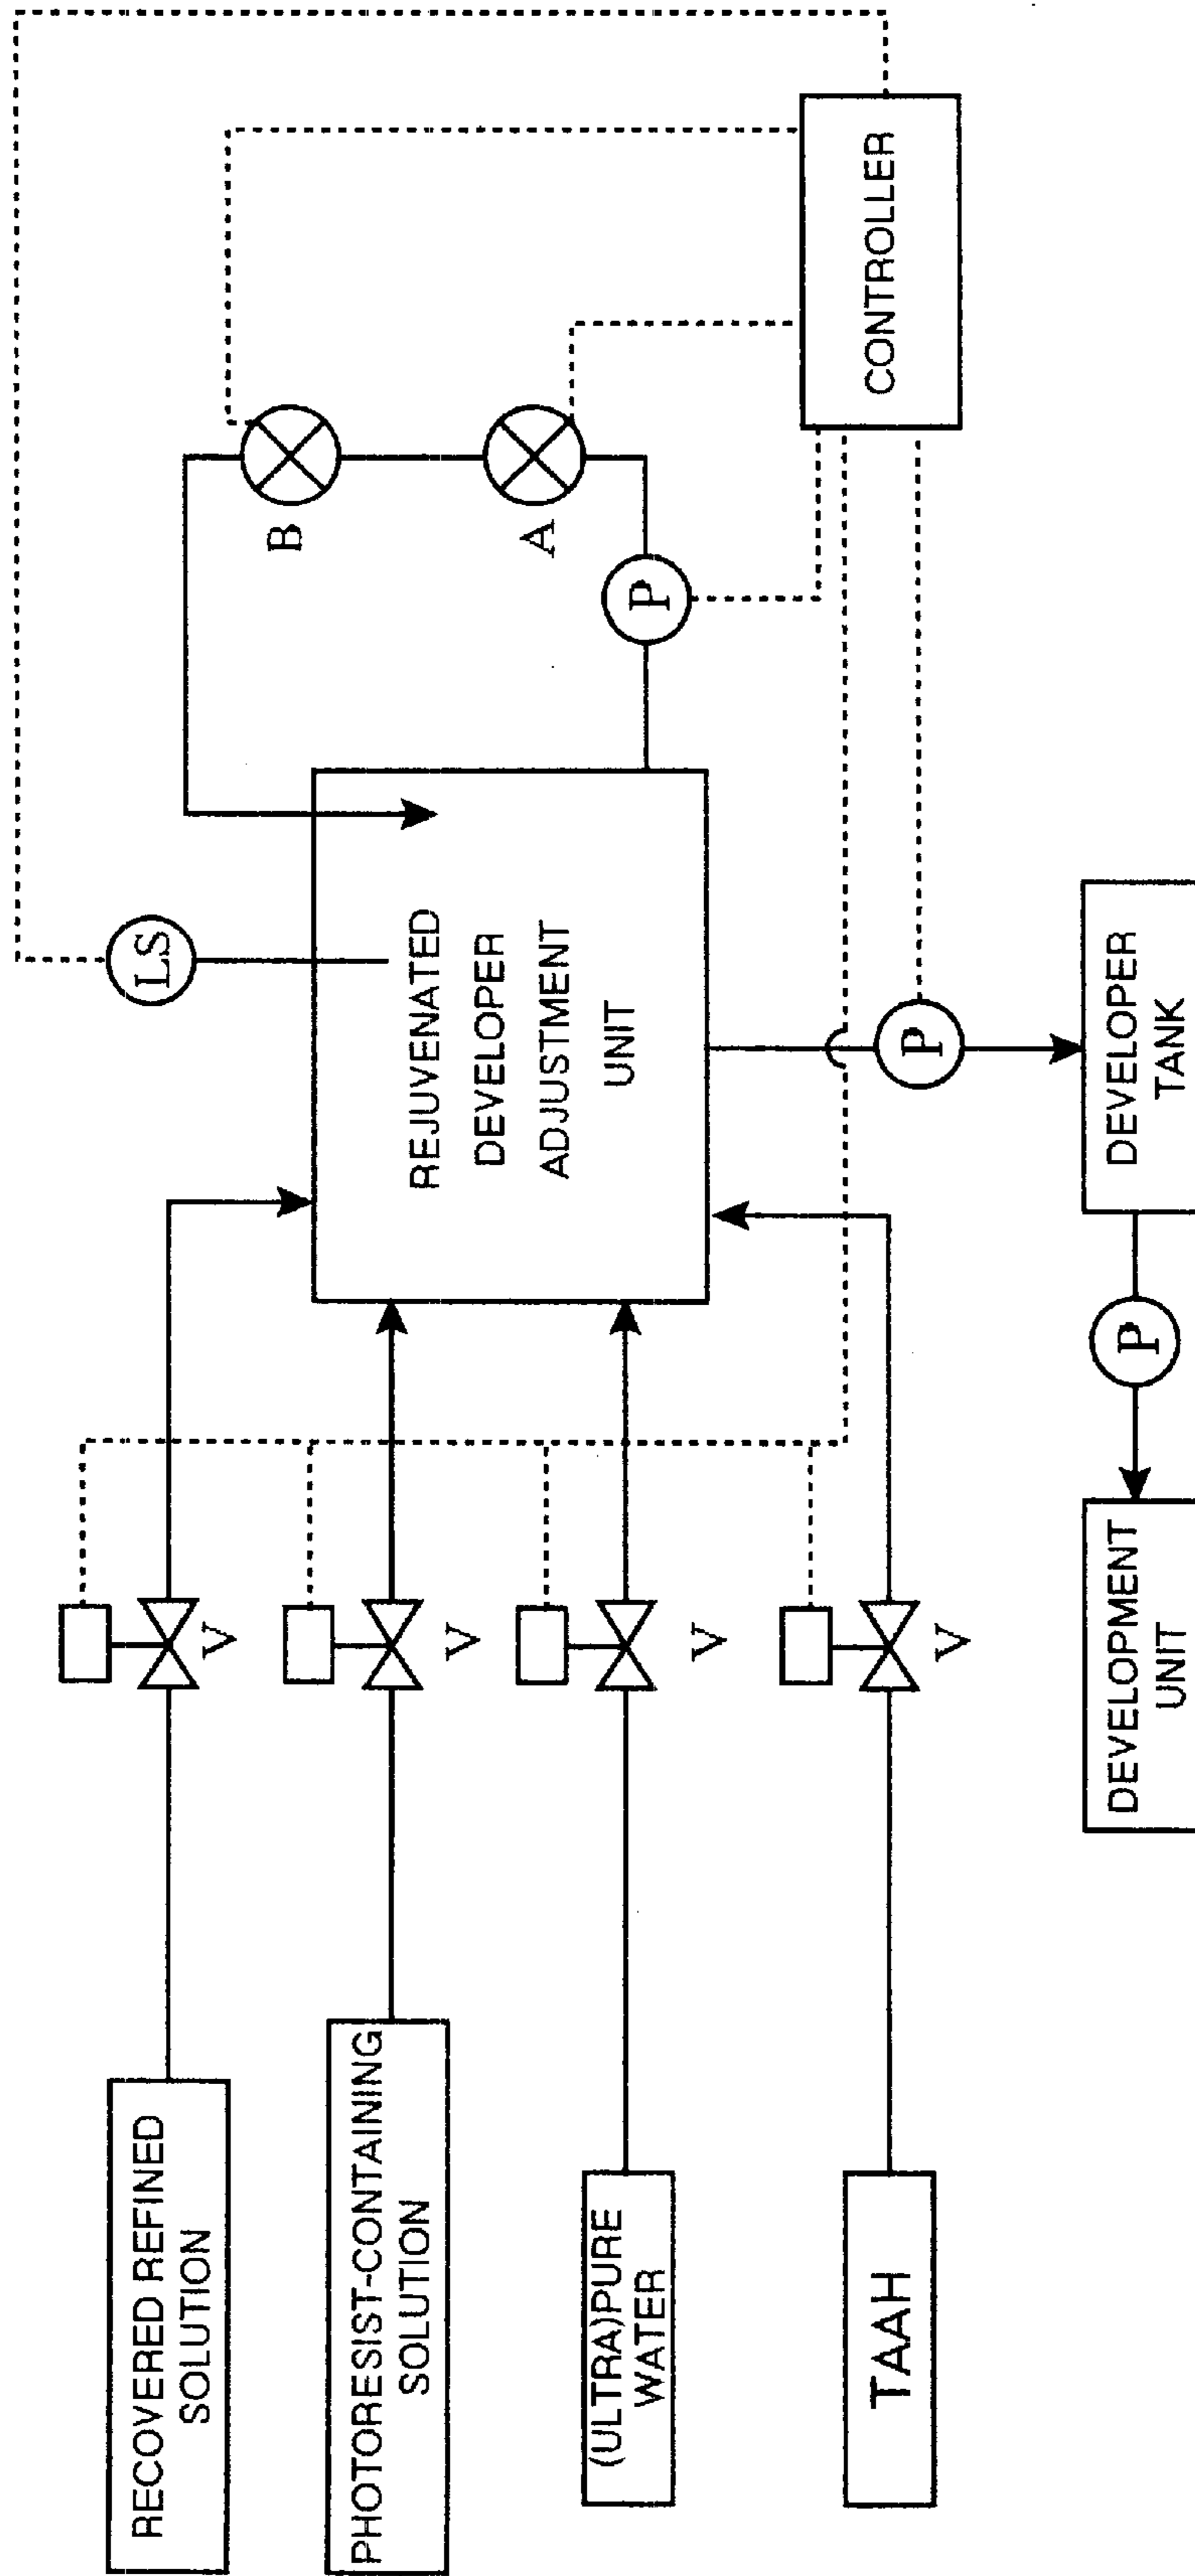 RECOVERED REFINED
SOLUTION
V
PHOTORESIST-CONTAINING
SOLUTION
V
(ULTRA)PURE
WATER
V
TAAH
V
REJUVENATED
DEVELOPER
ADJUSTMENT
UNIT
LS
B
A
P
CONTROLLER
P
DEVELOPER
TANK
P
DEVELOPMENT
UNIT